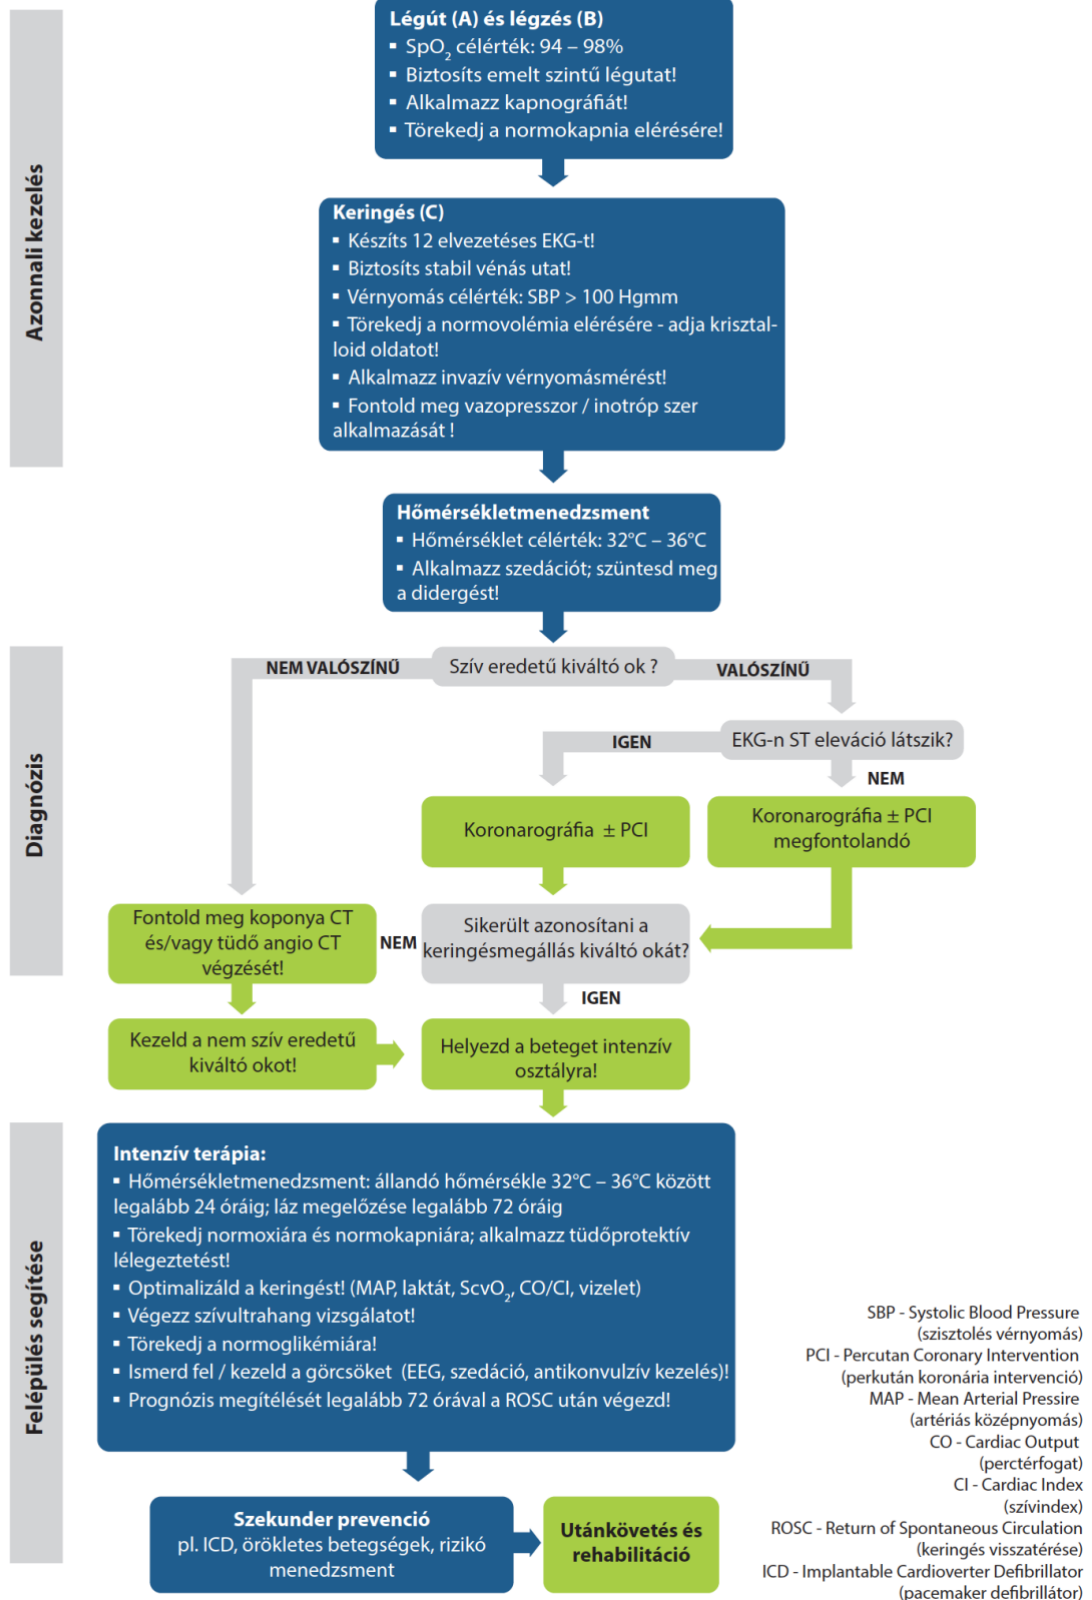 Azonnali kezelés
Légút (A) és légzés (B)
▪ SpO₂ célérték: 94 – 98%
▪ Biztosíts emelt szintű légutat!
▪ Alkalmazz kapnográfiát!
▪ Törekedj a normokapnia elérésére!
Keringés (C)
▪ Készíts 12 elvezetéses EKG-t!
▪ Biztosíts stabil vénás utat!
▪ Vérnyomás célérték: SBP > 100 Hgmm
▪ Törekedj a normovolémia elérésére - adja krisztal-
loid oldatot!
▪ Alkalmazz invazív vérnyomásmérést!
▪ Fontold meg vazopresszor / inotróp szer
alkalmazását !
Hőmérsékletmenedzsment
▪ Hőmérséklet célérték: 32°C – 36°C
▪ Alkalmazz szedációt; szüntesd meg
a didergést!
Diagnózis
NEM VALÓSZÍNŰ
Szív eredetű kiváltó ok ?
VALÓSZÍNŰ
IGEN
EKG-n ST eleváció látszik?
NEM
Koronarográfia ± PCI
Koronarográfia ± PCI
megfontolandó
Fontold meg koponya CT
és/vagy tüdő angio CT
végzését!
NEM
Sikerült azonosítani a
keringésmegállás kiváltó okát?
IGEN
Kezeld a nem szív eredetű
kiváltó okot!
Helyezd a beteget intenzív
osztályra!
Felépülés segítése
Intenzív terápia:
▪ Hőmérsékletmenedzsment: állandó hőmérsékle 32°C – 36°C között
legalább 24 óráig; láz megelőzése legalább 72 óráig
▪ Törekedj normoxiára és normokapniára; alkalmazz tüdőprotektív
lélegeztetést!
▪ Optimalizáld a keringést! (MAP, laktát, ScvO₂, CO/CI, vizelet)
▪ Végezz szívultrahang vizsgálatot!
▪ Törekedj a normoglikémiára!
▪ Ismerd fel / kezeld a görcsöket (EEG, szedáció, antikonvulzív kezelés)!
▪ Prognózis megítélését legalább 72 órával a ROSC után végezd!
Szekunder prevenció
pl. ICD, örökletes betegségek, rizikó
menedzsment
Utánkövetés és
rehabilitáció
SBP - Systolic Blood Pressure
(szisztolés vérnyomás)
PCI - Percutan Coronary Intervention
(perkután koronária intervenció)
MAP - Mean Arterial Pressire
(artériás középnyomás)
CO - Cardiac Output
(perctérfogat)
CI - Cardiac Index
(szívindex)
ROSC - Return of Spontaneous Circulation
(keringés visszatérése)
ICD - Implantable Cardioverter Defibrillator
(pacemaker defibrillátor)